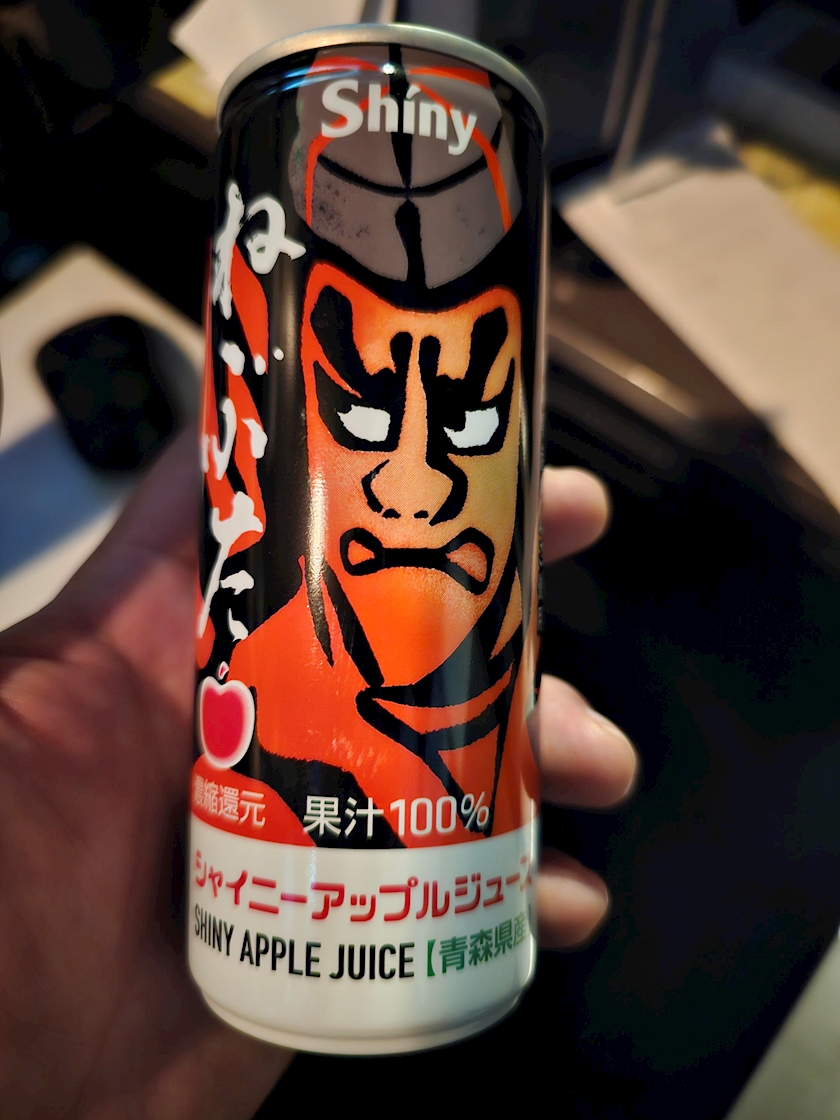 Shiny
ねぶた
濃縮還元 果汁100%
シャイニーアップルジュース
SHINY APPLE JUICE【青森県産